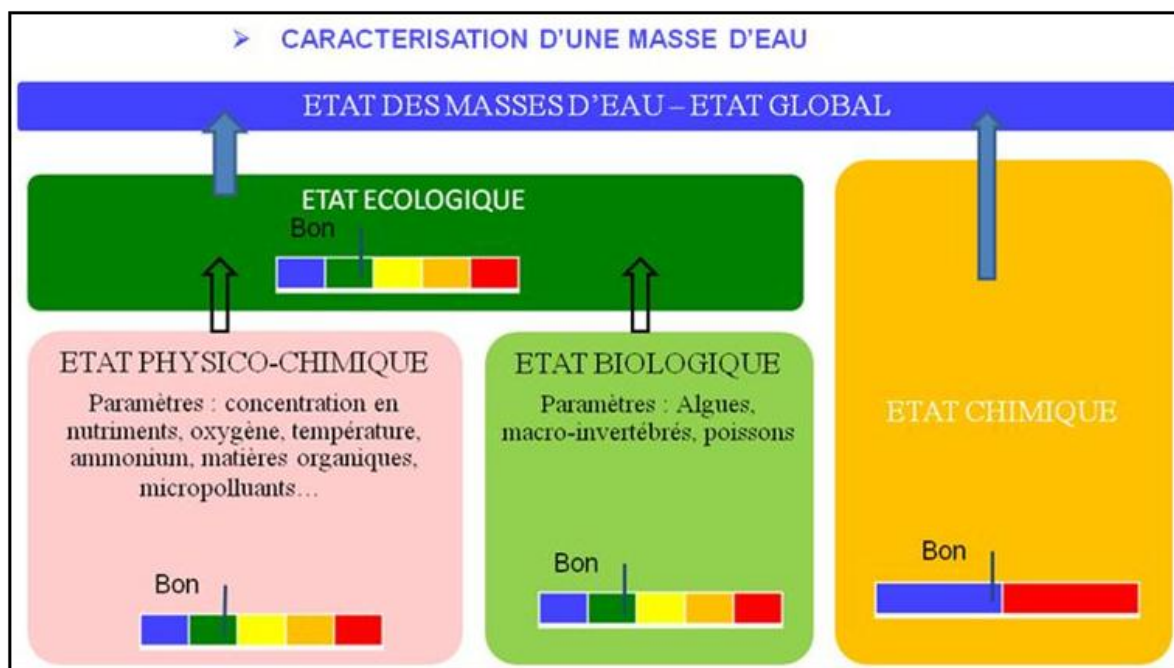 ➢ CARACTERISATION D'UNE MASSE D'EAU
ETAT DES MASSES D'EAU – ETAT GLOBAL
ETAT ECOLOGIQUE
Bon
ETAT PHYSICO-CHIMIQUE
Paramètres : concentration en
nutriments, oxygène, température,
ammonium, matières organiques,
micropolluants…
Bon
ETAT BIOLOGIQUE
Paramètres : Algues,
macro-invertébrés, poissons
Bon
ETAT CHIMIQUE
Bon